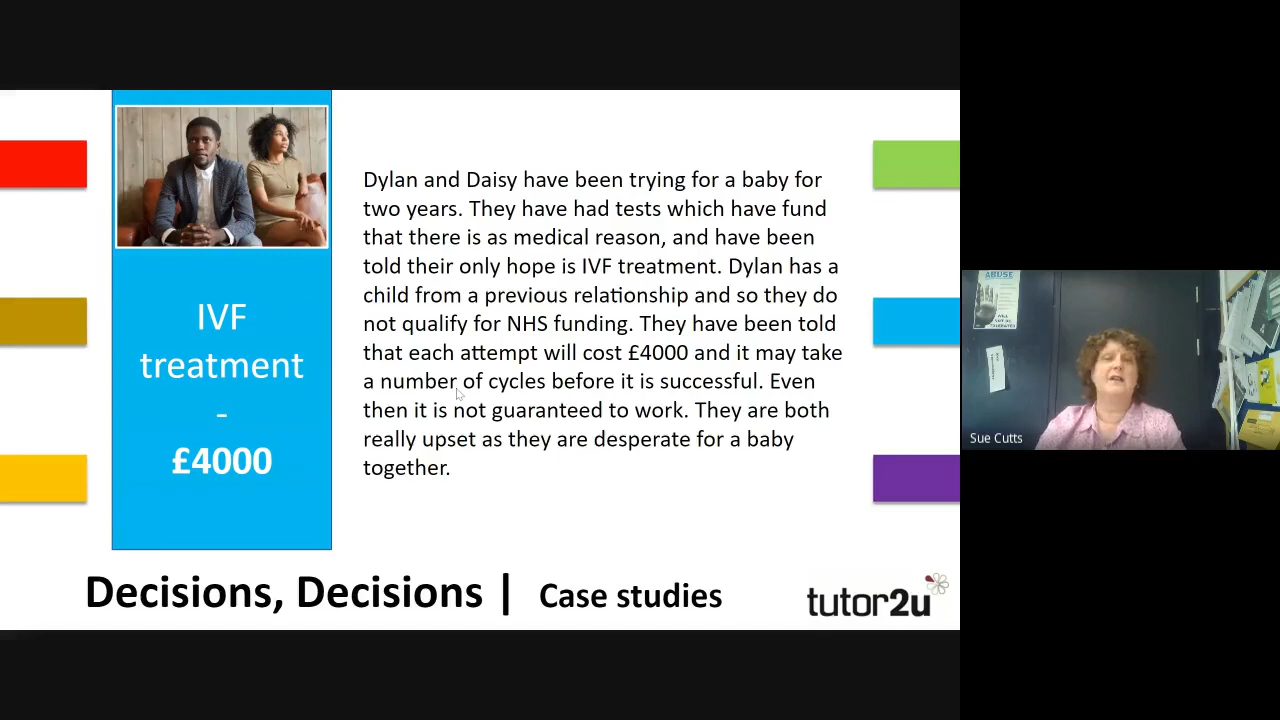 IVF
treatment
-
£4000
Dylan and Daisy have been trying for a baby for
two years. They have had tests which have fund
that there is as medical reason, and have been
told their only hope is IVF treatment. Dylan has a
child from a previous relationship and so they do
not qualify for NHS funding. They have been told
that each attempt will cost £4000 and it may take
a number of cycles before it is successful. Even
then it is not guaranteed to work. They are both
really upset as they are desperate for a baby
together.
Decisions, Decisions | Case studies
tutor2u
ABUSE
Sue Cutts